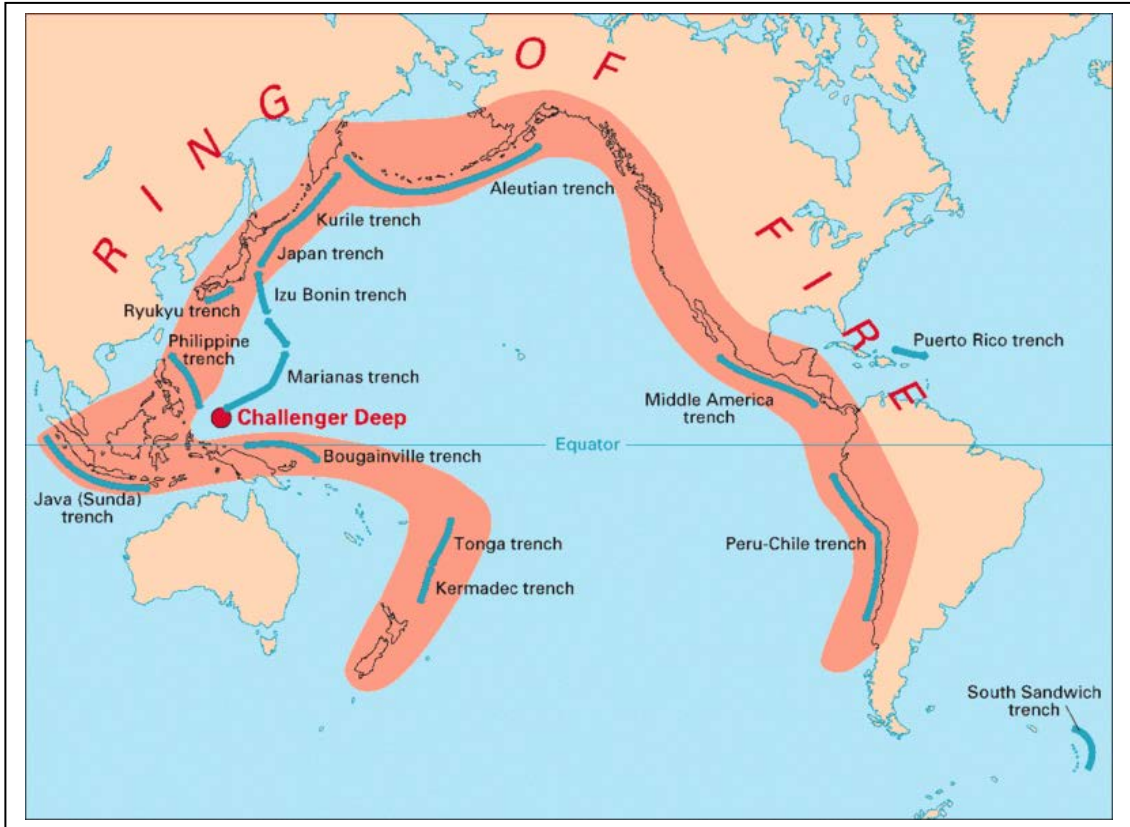 RING OF FIRE
Aleutian trench
Kurile trench
Japan trench
Izu Bonin trench
Ryukyu trench
Philippine
trench
Marianas trench
Challenger Deep
Puerto Rico trench
Middle America
trench
Equator
Bougainville trench
Java (Sunda)
trench
Tonga trench
Kermadec trench
Peru-Chile trench
South Sandwich
trench